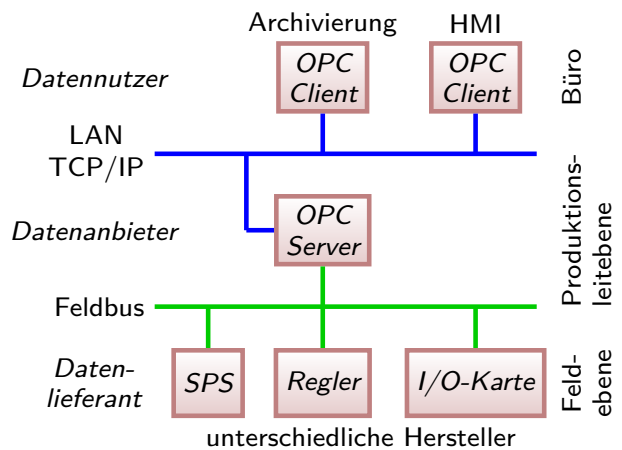 Archivierung
HMI
Datennutzer
OPC
Client
OPC
Client
Büro
LAN
TCP/IP
Datenanbieter
OPC
Server
Produktions-
leitebene
Feldbus
Daten-
lieferant
SPS
Regler
I/O-Karte
Feld-
ebene
unterschiedliche Hersteller